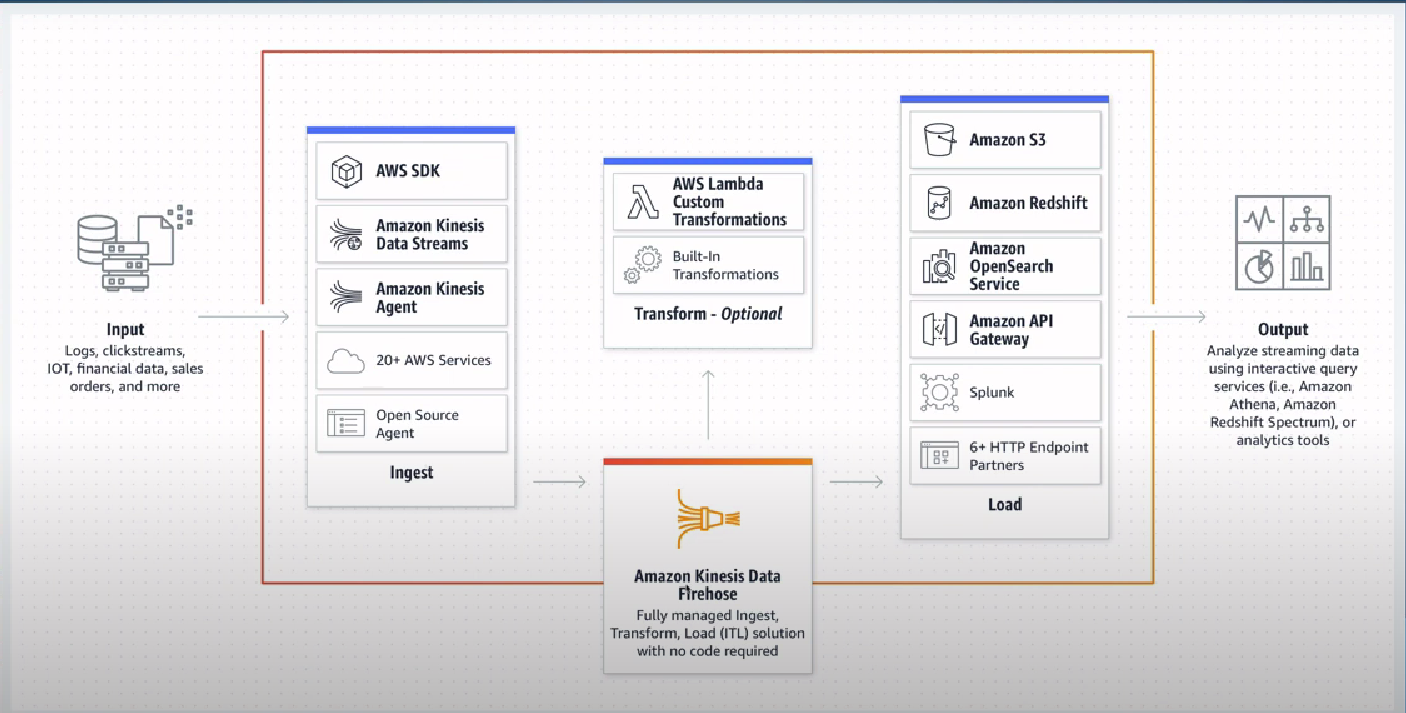 Input
Logs, clickstreams,
IOT, financial data, sales
orders, and more
AWS SDK
Amazon Kinesis
Data Streams
Amazon Kinesis
Agent
20+ AWS Services
Open Source
Agent
Ingest
AWS Lambda
Custom
Transformations
Built-In
Transformations
Transform - Optional
Amazon Kinesis Data
Firehose
Fully managed Ingest,
Transform, Load (ITL) solution
with no code required
Amazon S3
Amazon Redshift
Amazon
OpenSearch
Service
Amazon API
Gateway
Splunk
6+ HTTP Endpoint
Partners
Load
Output
Analyze streaming data
using interactive query
services (i.e., Amazon
Athena, Amazon
Redshift Spectrum), or
analytics tools